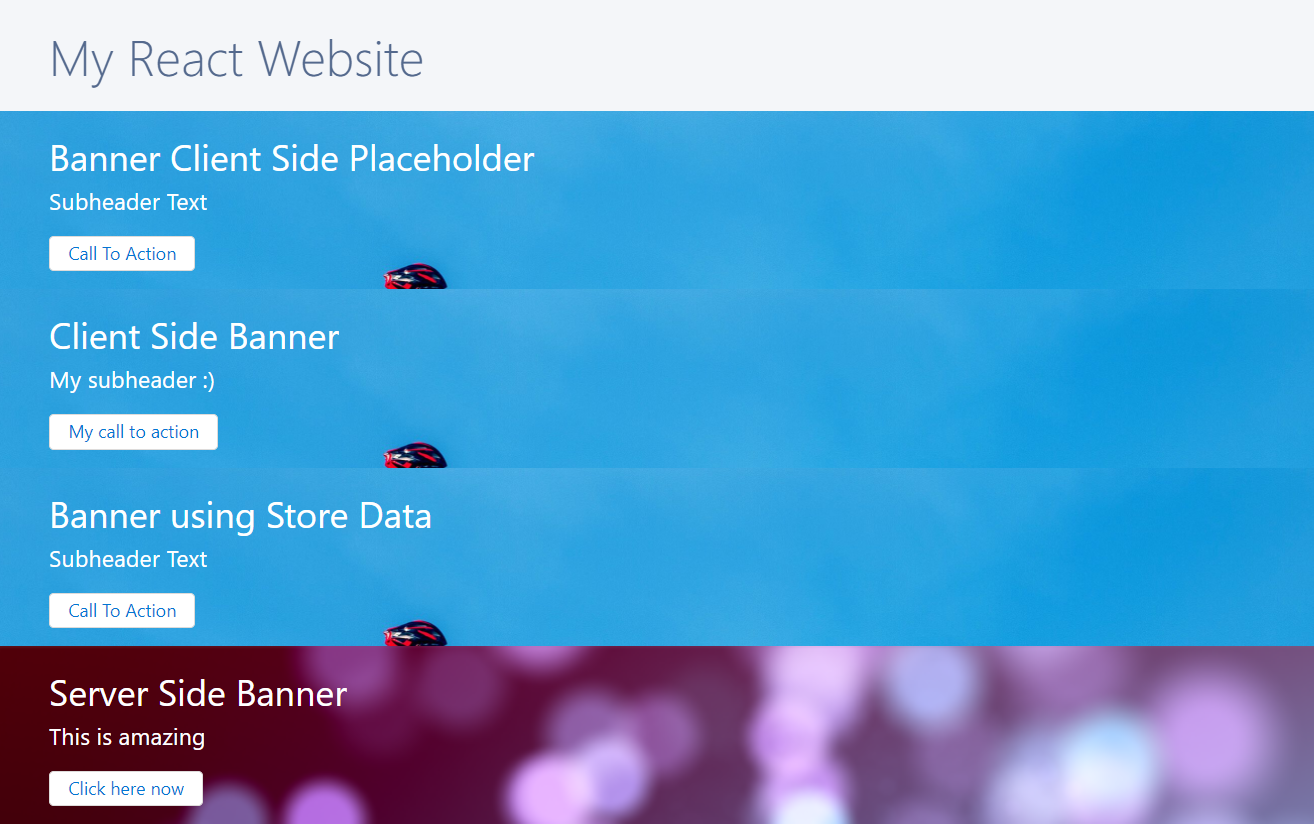 My React Website
Banner Client Side Placeholder
Subheader Text
Call To Action
Client Side Banner
My subheader :)
My call to action
Banner using Store Data
Subheader Text
Call To Action
Server Side Banner
This is amazing
Click here now